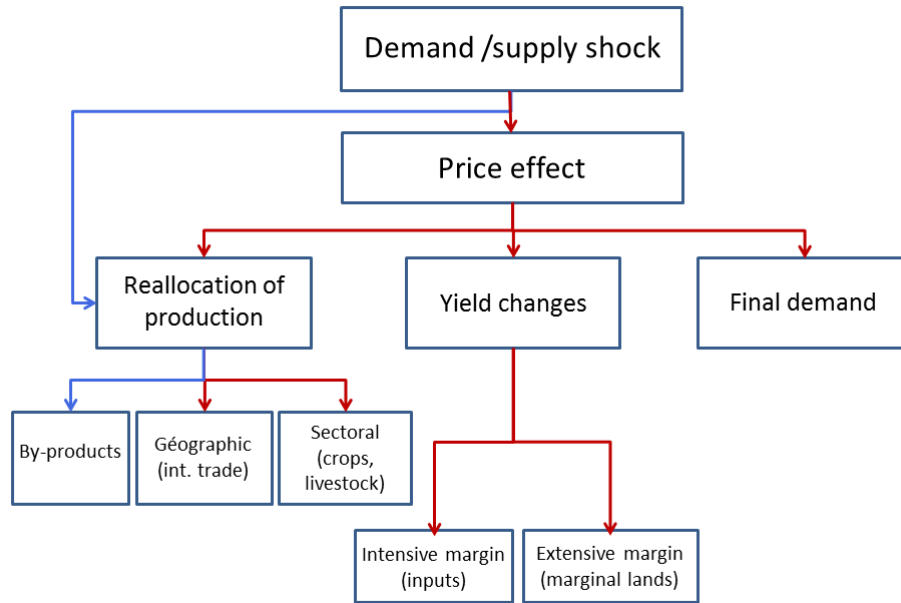 Demand /supply shock
Price effect
Reallocation of
production
Yield changes
Final demand
By-products
Géographic
(int. trade)
Sectoral
(crops,
livestock)
Intensive margin
(inputs)
Extensive margin
(marginal lands)